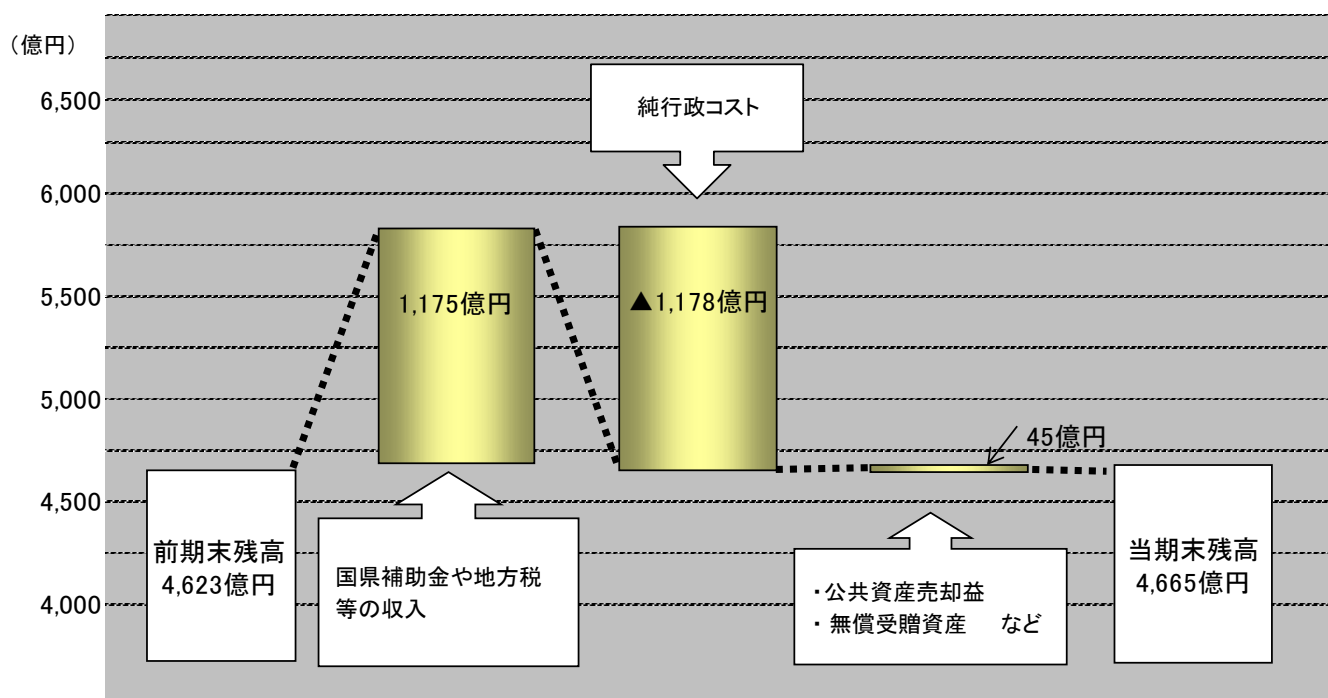 (億円)
6,500
6,000
5,500
5,000
4,500
4,000
純行政コスト
1,175億円
▲1,178億円
45億円
前期末残高
4,623億円
国県補助金や地方税
等の収入
・公共資産売却益
・無償受贈資産 など
当期末残高
4,665億円